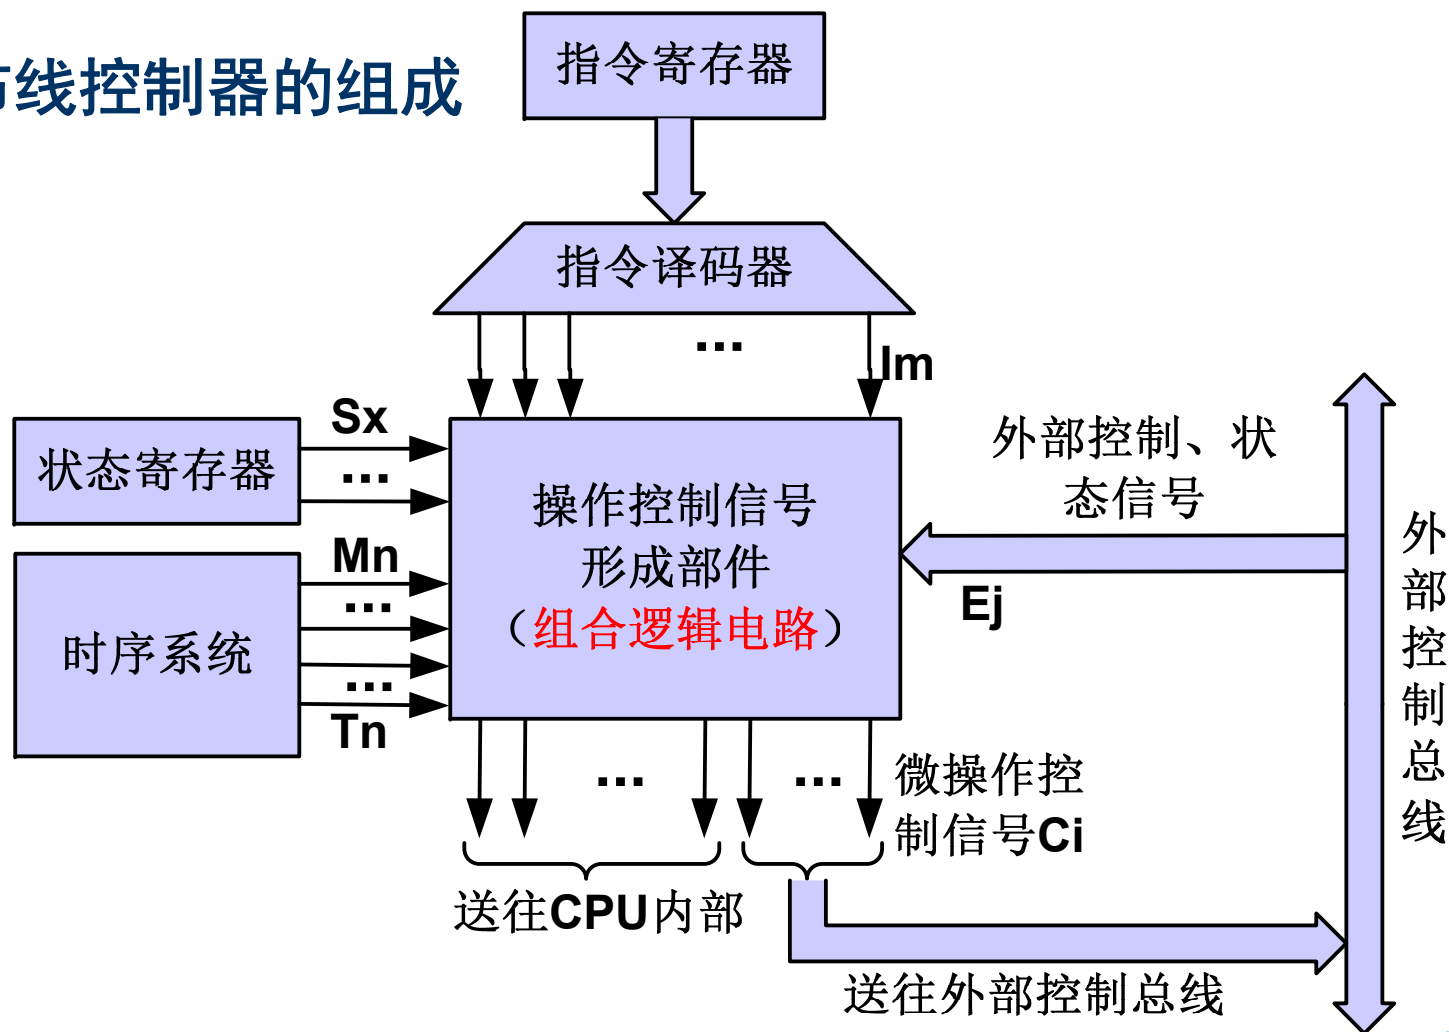 线控制器的组成
指令寄存器
指令译码器
...
Im
Sx
状态寄存器
...
Mn
...
时序系统
...
Tn
操作控制信号
形成部件
（组合逻辑电路）
外部控制、状
态信号
Ej
外部控制总线
...
...
微操作控
制信号Ci
送往CPU内部
送往外部控制总线